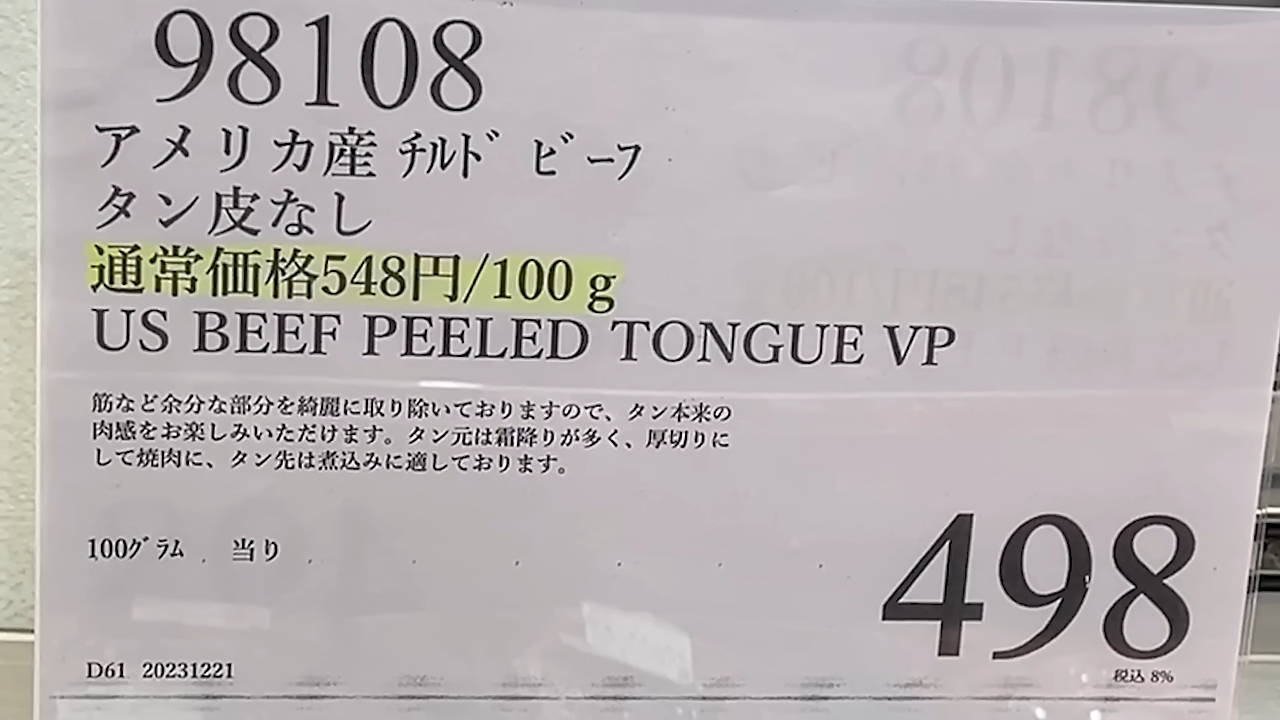 98108
アメリカ産 ﾁﾙﾄﾞ ﾋﾞｰﾌ
タン皮なし
通常価格548円/100ｇ
US BEEF PEELED TONGUE VP
筋など余分な部分を綺麗に取り除いておりますので、タン本来の
肉感をお楽しみいただけます。タン元は霜降りが多く、厚切りに
して焼肉に、タン先は煮込みに適しております。
100ｸﾞﾗﾑ 当り
498
税込 8%
D61 20231221